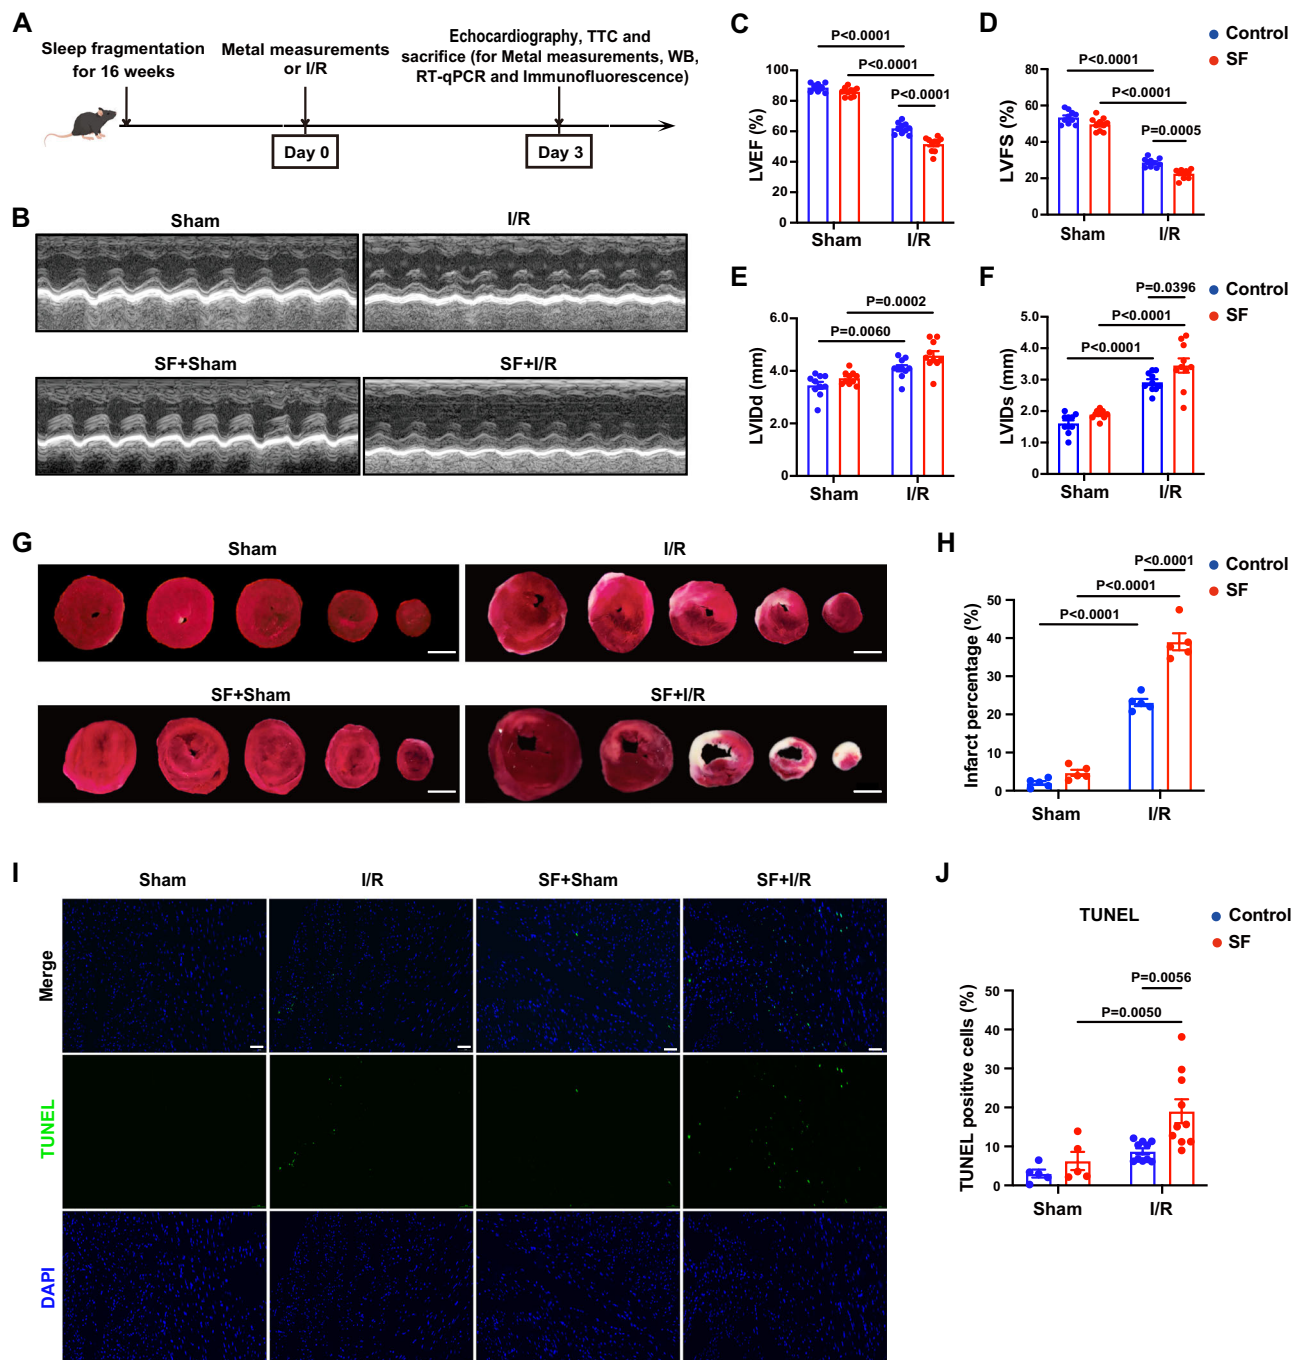 A
Sleep fragmentation
for 16 weeks
Metal measurements
or I/R
Echocardiography, TTC and
sacrifice (for Metal measurements, WB,
RT-qPCR and Immunofluorescence)
Day 0
Day 3
B
Sham
I/R
SF+Sham
SF+I/R
C
P<0.0001
P<0.0001
P<0.0001
LVEF (%)
100
80
60
40
20
0
Sham
I/R
D
Control
SF
P<0.0001
P<0.0001
P=0.0005
LVFS (%)
80
60
40
20
0
Sham
I/R
E
P=0.0002
P=0.0060
LVIDd (mm)
6.0
4.0
2.0
0
Sham
I/R
F
Control
SF
P=0.0396
P<0.0001
P<0.0001
LVIDs (mm)
5.0
4.0
3.0
2.0
1.0
0
Sham
I/R
G
Sham
I/R
SF+Sham
SF+I/R
H
Control
SF
P<0.0001
P<0.0001
P<0.0001
Infarct percentage (%)
50
40
30
20
10
0
Sham
I/R
I
Sham
I/R
SF+Sham
SF+I/R
Merge
TUNEL
DAPI
J
TUNEL
Control
SF
P=0.0056
P=0.0050
TUNEL positive cells (%)
50
40
30
20
10
0
Sham
I/R